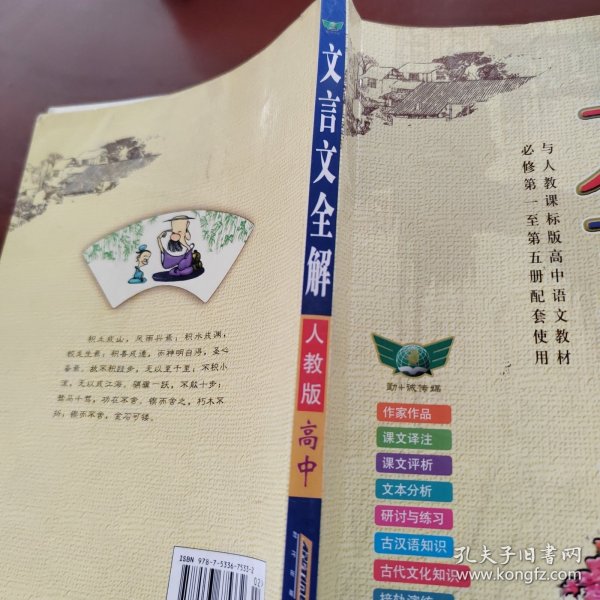 文言文全解
人教版
高中
积土成山,风雨兴焉;积水成渊,
蛟龙生焉;积善成德,而神明自得,圣心
备焉。故不积跬步,无以至千里;不积小
流,无以成江海。骐骥一跃,不能十步;
驽马十驾,功在不舍。锲而舍之,朽木不
折;锲而不舍,金石可镂。
ISBN 978-7-5336-7533-2
与人教课标版高中语文教材
必修第一至第五册配套使用
勤+诚传媒
作家作品
课文译注
课文评析
文本分析
研讨与练习
古汉语知识
古代文化知识
接轨演练
孔夫子旧书网
www.kongfz.com